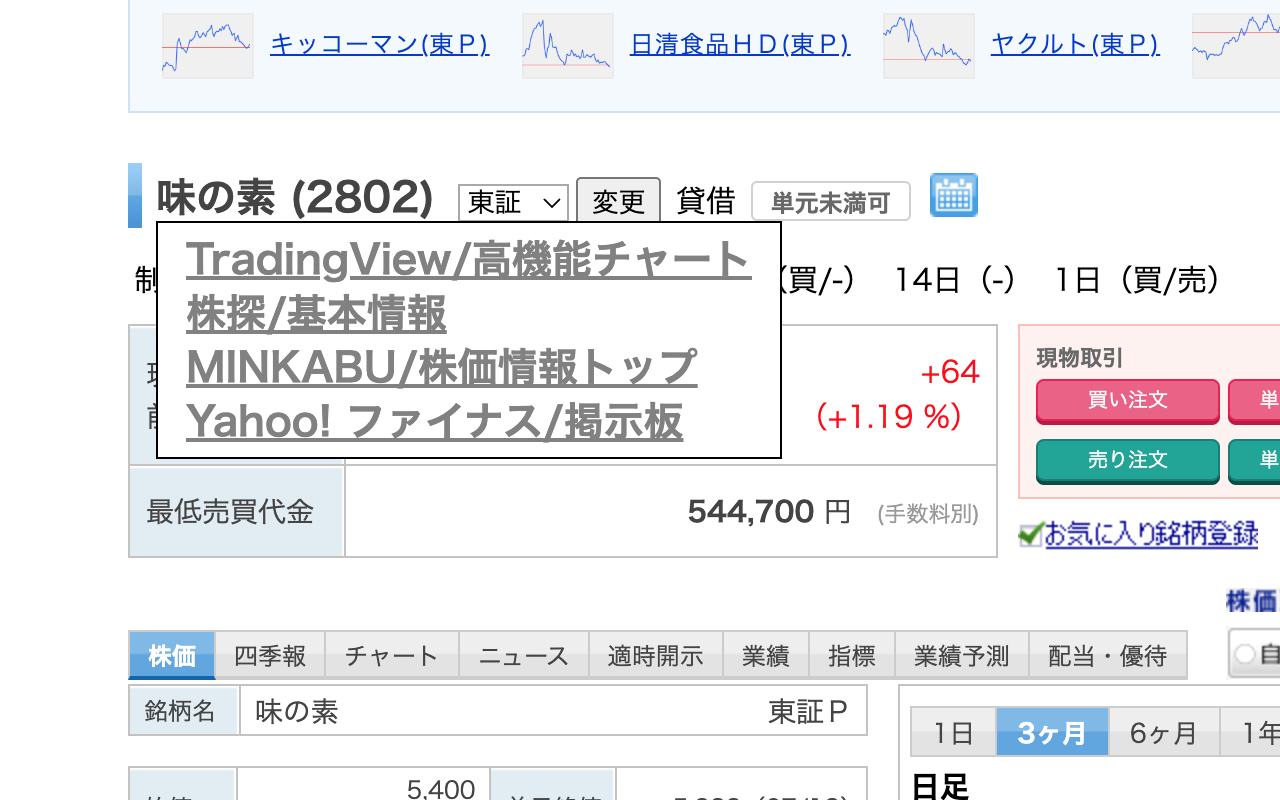 キッコーマン(東Ｐ) 日清食品ＨＤ(東Ｐ) ヤクルト(東Ｐ)
味の素 (2802) 東証 変更 貸借 単元未満可
TradingView/高機能チャート
株探/基本情報
MINKABU/株価情報トップ
Yahoo! ファイナス/掲示板
制 (買/-) 14日（-） 1日（買/売）
+64
(+1.19 %)
最低売買代金 544,700 円 (手数料別)
現物取引
買い注文 単
売り注文 単
お気に入り銘柄登録
株価
株価 四季報 チャート ニュース 適時開示 業績 指標 業績予測 配当・優待
銘柄名 味の素 東証Ｐ
1日 3ヶ月 6ヶ月 1年
日足
5,400